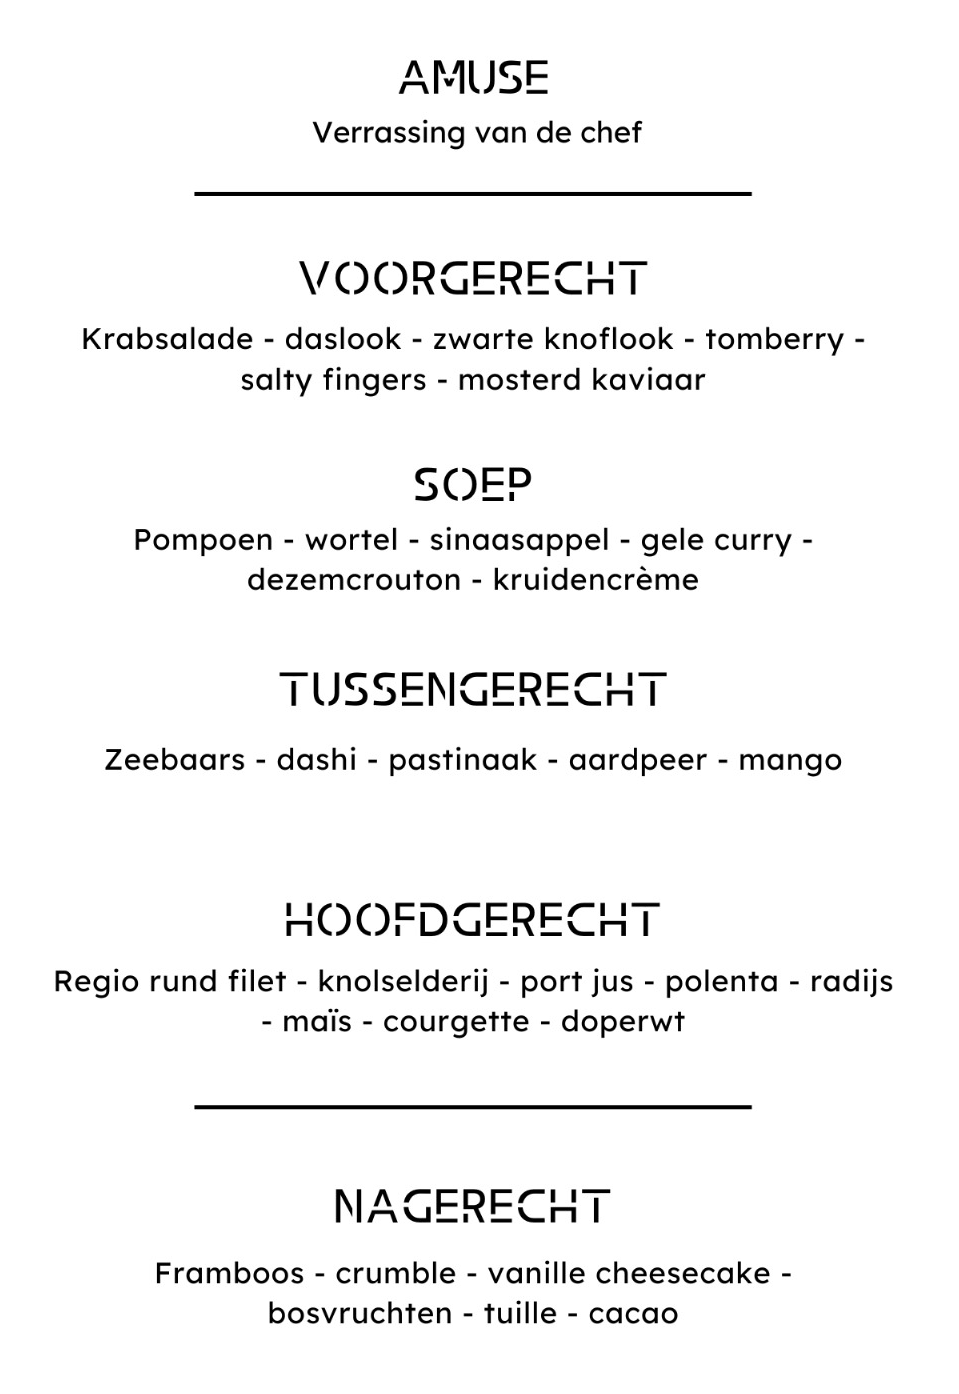 AMUSE
Verrassing van de chef
VOORGERECHT
Krabsalade - daslook - zwarte knoflook - tomberry -
salty fingers - mosterd kaviaar
SOEP
Pompoen - wortel - sinaasappel - gele curry -
dezemcrouton - kruidencrème
TUSSENGERECHT
Zeebaars - dashi - pastinaak - aardpeer - mango
HOOFDGERECHT
Regio rund filet - knolselderij - port jus - polenta - radijs
- maïs - courgette - doperwt
NAGERECHT
Framboos - crumble - vanille cheesecake -
bosvruchten - tuille - cacao